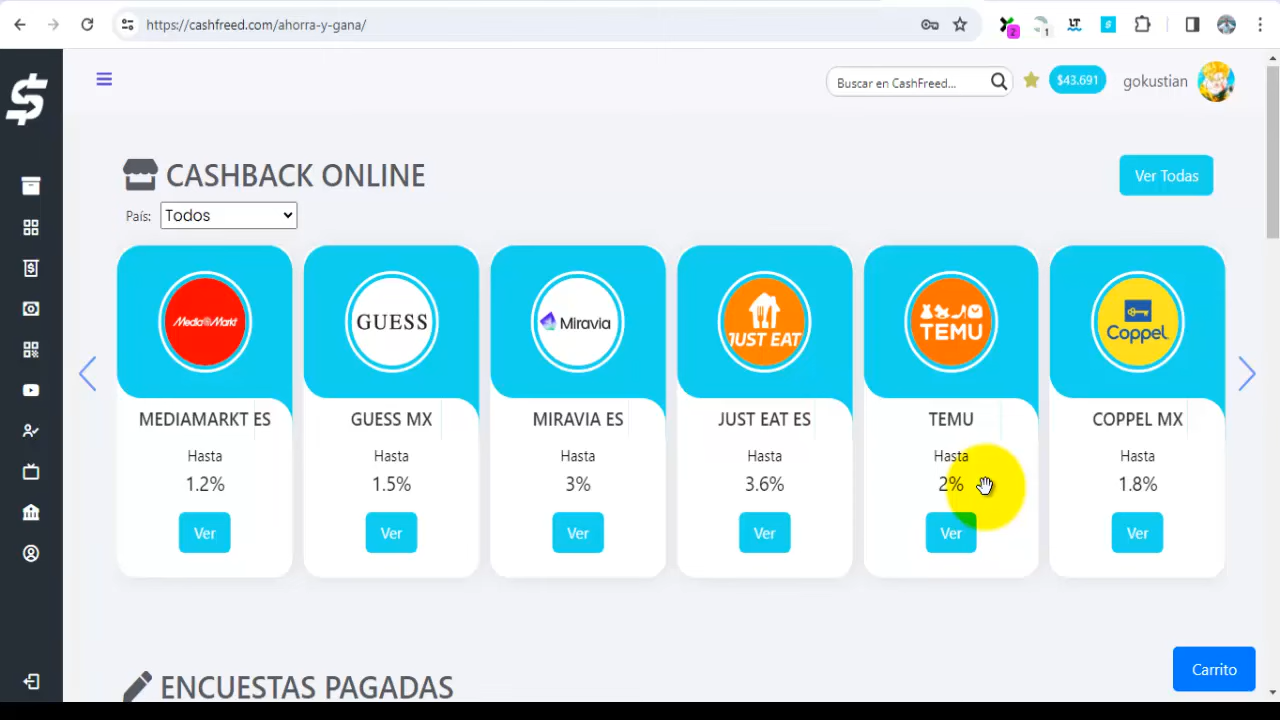 https://cashfreed.com/ahorra-y-gana/
2
1
LT
$
Buscar en CashFreed...
$43.691
gokustian
CASHBACK ONLINE
Ver Todas
País:
Todos
MediaMarkt
GUESS
Miravia
JUST EAT
TEMU
Coppel
MEDIAMARKT ES
GUESS MX
MIRAVIA ES
JUST EAT ES
TEMU
COPPEL MX
Hasta
Hasta
Hasta
Hasta
Hasta
Hasta
1.2%
1.5%
3%
3.6%
2%
1.8%
Ver
Ver
Ver
Ver
Ver
Ver
ENCUESTAS PAGADAS
Carrito